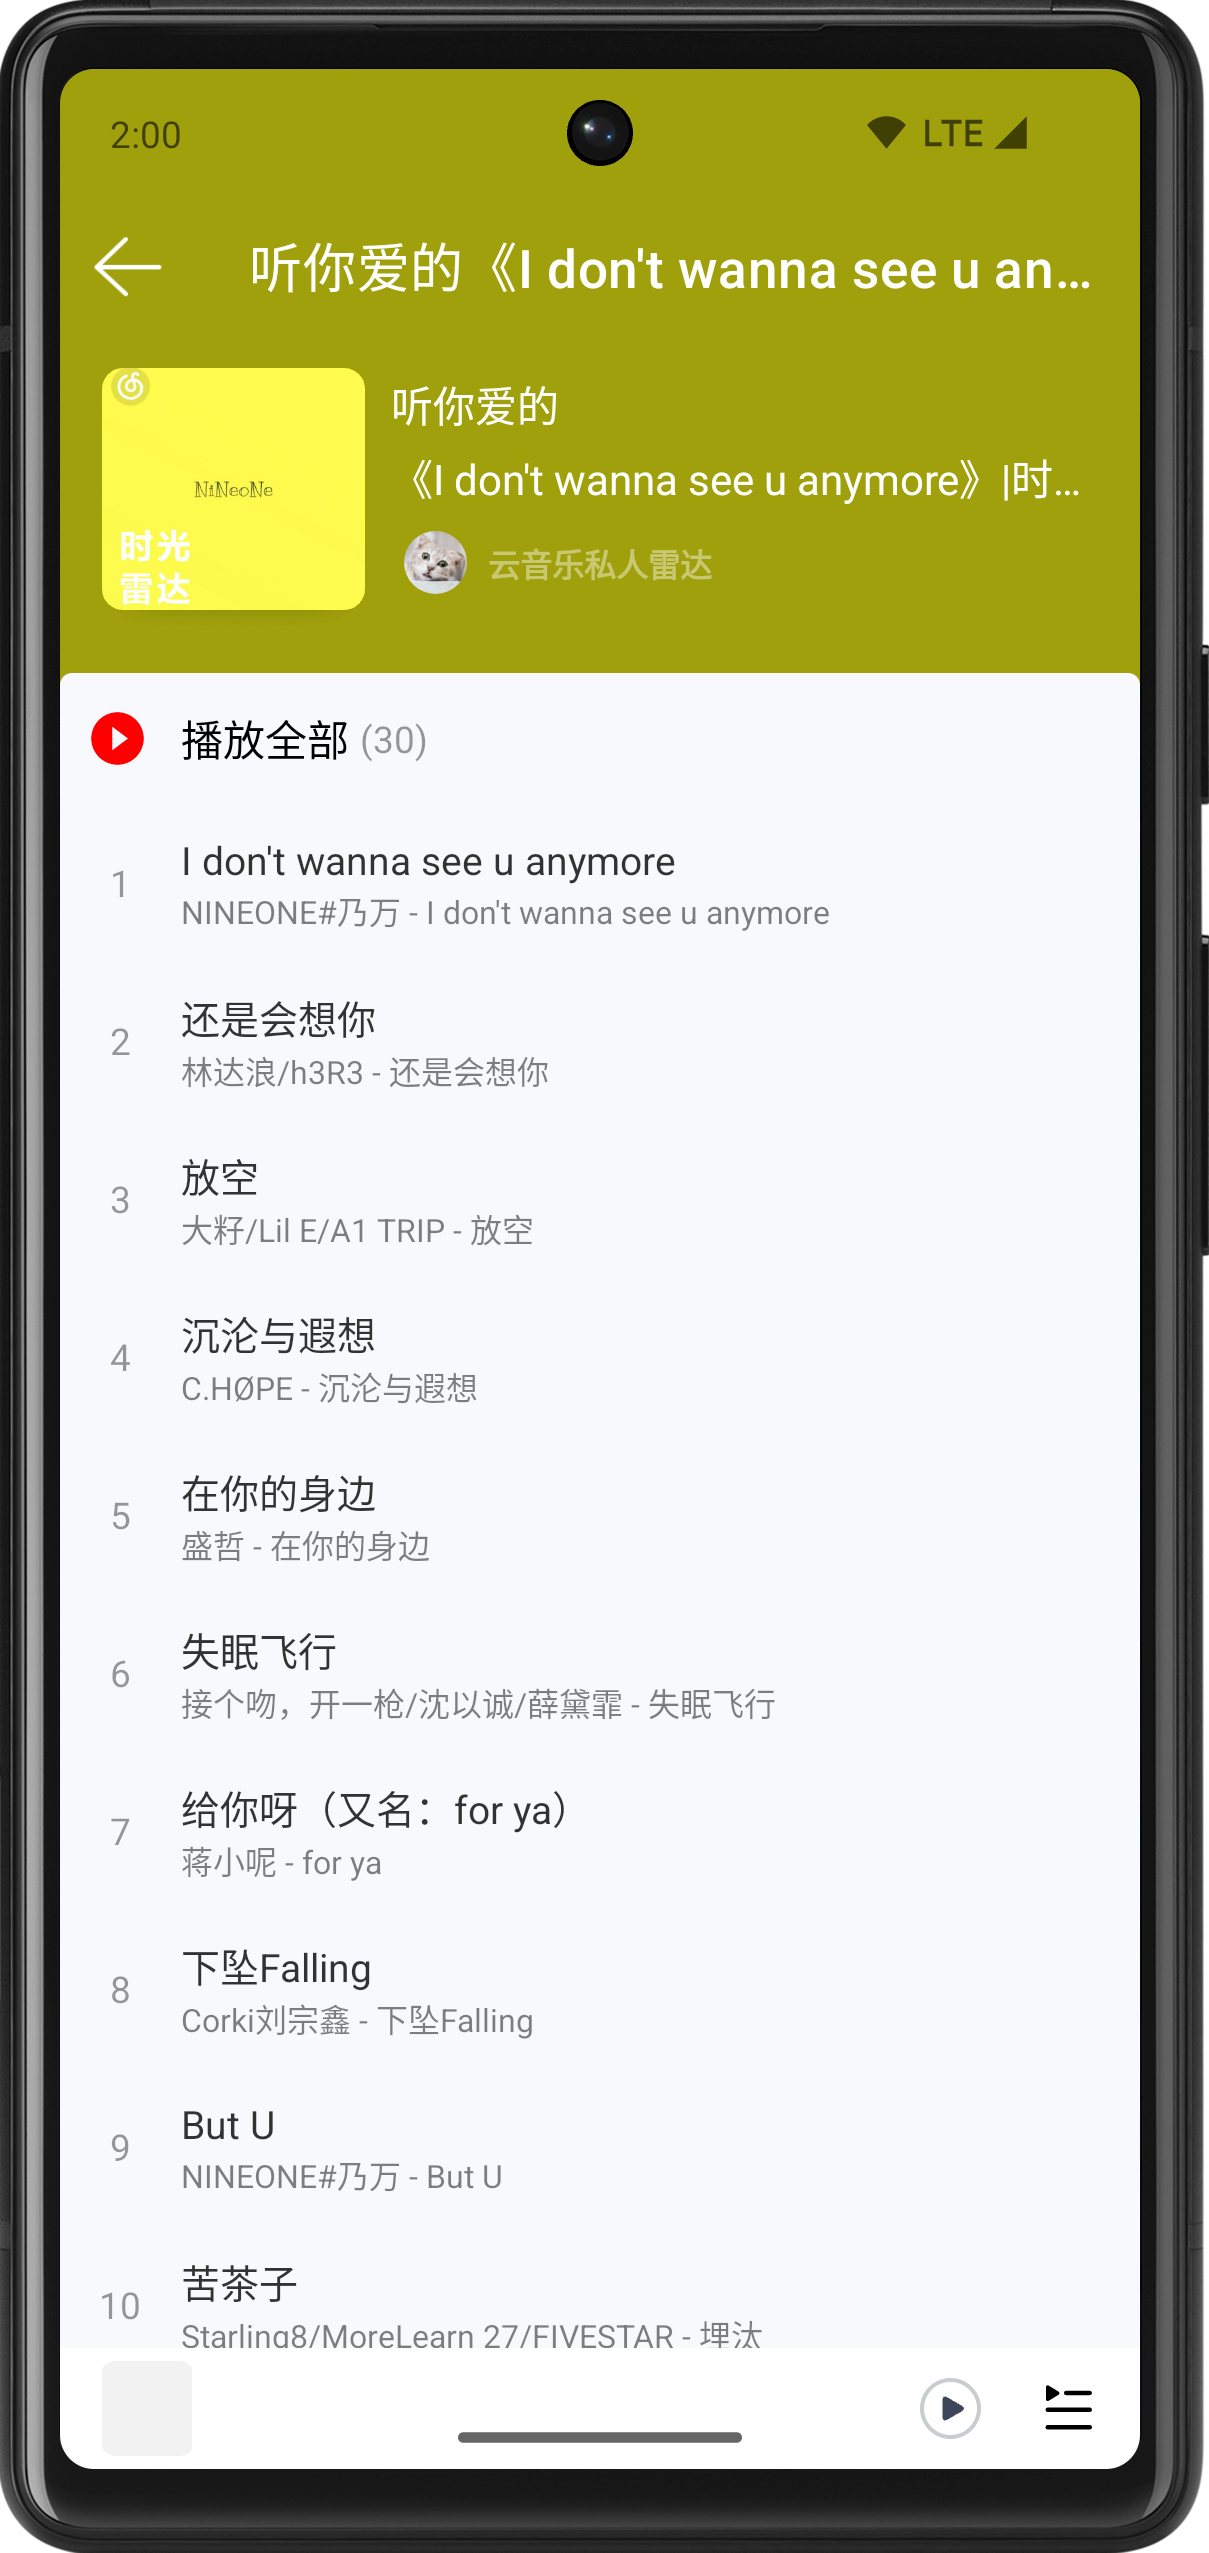 2:00
LTE
听你爱的《I don't wanna see u an...
听你爱的
《I don't wanna see u anymore》|时...
NiNeoNe
时光
雷达
云音乐私人雷达
播放全部 (30)
1
I don't wanna see u anymore
NINEONE#乃万 - I don't wanna see u anymore
2
还是会想你
林达浪/h3R3 - 还是会想你
3
放空
大籽/Lil E/A1 TRIP - 放空
4
沉沦与遐想
C.HØPE - 沉沦与遐想
5
在你的身边
盛哲 - 在你的身边
6
失眠飞行
接个吻，开一枪/沈以诚/薛黛霏 - 失眠飞行
7
给你呀（又名：for ya）
蒋小呢 - for ya
8
下坠Falling
Corki刘宗鑫 - 下坠Falling
9
But U
NINEONE#乃万 - But U
10
苦茶子
Starling8/MoreLearn 27/FIVESTAR - 埋汰